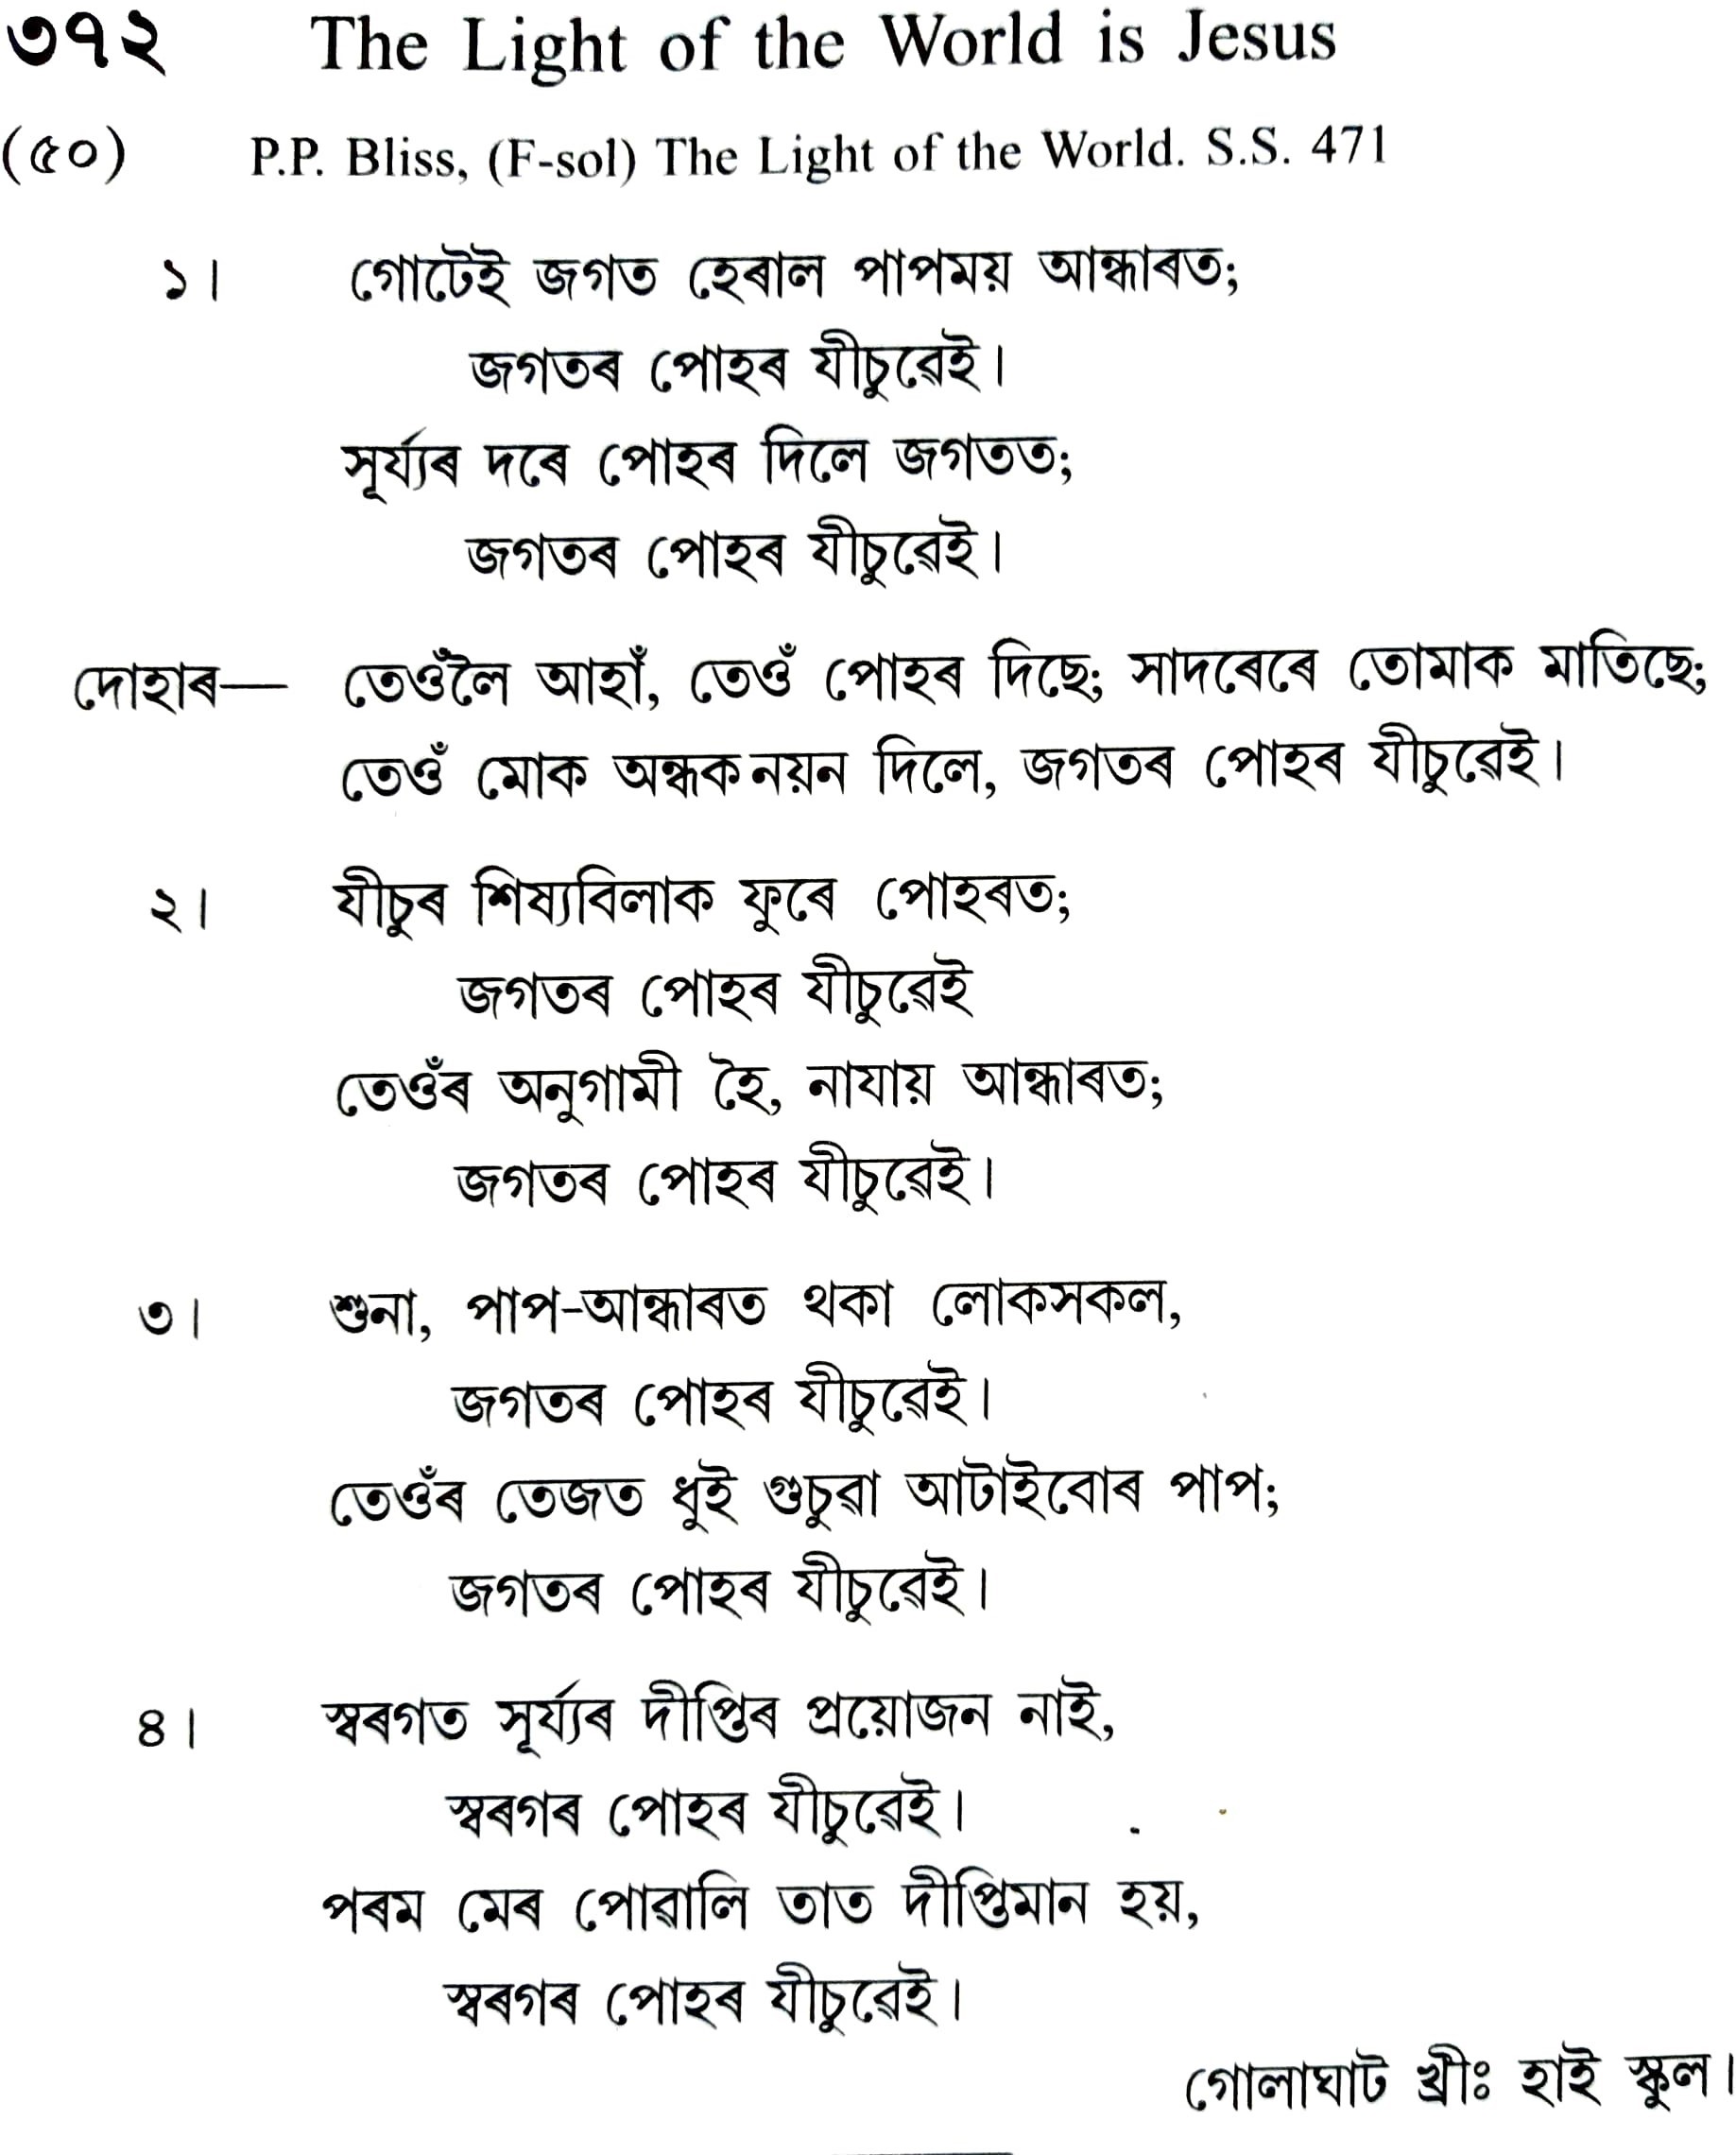 ৩৭২ The Light of the World is Jesus
(৫০) P.P. Bliss, (F-sol) The Light of the World. S.S. 471
১। গোটেই জগত হেৰাল পাপময় আন্ধাৰত;
জগতৰ পোহৰ যীচুৱেই।
সূৰ্য্যৰ দৰে পোহৰ দিলে জগতত;
জগতৰ পোহৰ যীচুৱেই।
দোহাৰ— তেওঁলৈ আহাঁ, তেওঁ পোহৰ দিছে; সাদৰেৰে তোমাক মাতিছে;
তেওঁ মোক অন্ধক নয়ন দিলে, জগতৰ পোহৰ যীচুৱেই।
২। যীচুৰ শিষ্যবিলাক ফুৰে পোহৰত;
জগতৰ পোহৰ যীচুৱেই
তেওঁৰ অনুগামী হৈ, নাযায় আন্ধাৰত;
জগতৰ পোহৰ যীচুৱেই।
৩। শুনা, পাপ-আন্ধাৰত থকা লোকসকল,
জগতৰ পোহৰ যীচুৱেই।
তেওঁৰ তেজত ধুই গুচুৱা আটাইবোৰ পাপ;
জগতৰ পোহৰ যীচুৱেই।
৪। স্বৰগত সূৰ্য্যৰ দীপ্তিৰ প্ৰয়োজন নাই,
স্বৰগৰ পোহৰ যীচুৱেই।
পৰম মেৰ পোৱালি তাত দীপ্তিমান হয়,
স্বৰগৰ পোহৰ যীচুৱেই।
গোলাঘাট খ্ৰীঃ হাই স্কুল।